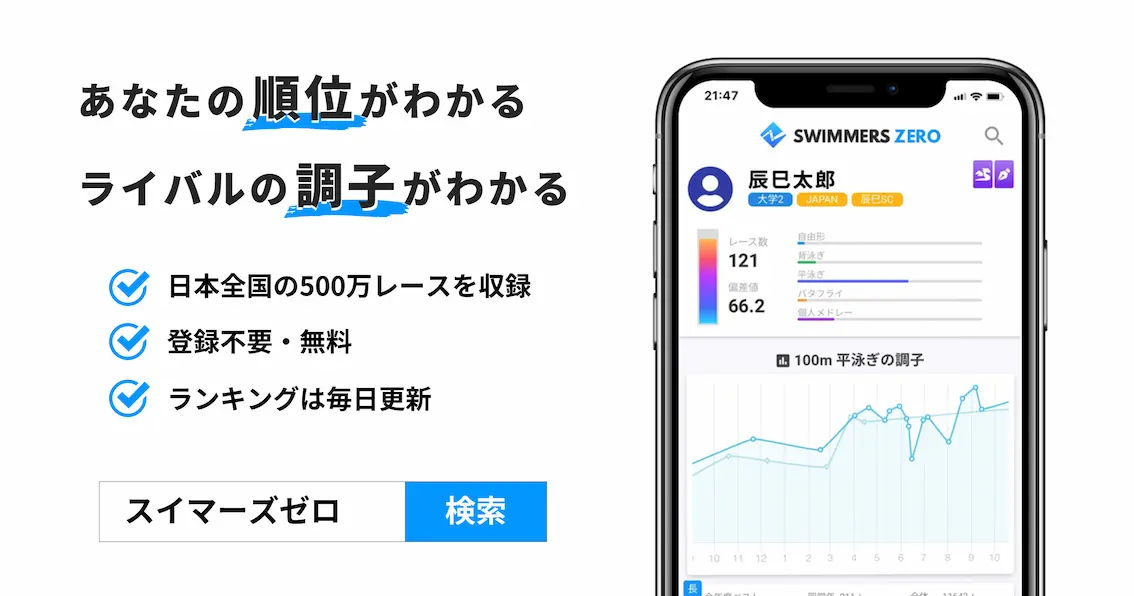 あなたの順位がわかる
ライバルの調子がわかる
日本全国の500万レースを収録
登録不要・無料
ランキングは毎日更新
スイマーズゼロ 検索
21:47
SWIMMERS ZERO
辰巳太郎
大学2 JAPAN 辰巳SC
レース数
121
偏差値
66.2
自由形
背泳ぎ
平泳ぎ
バタフライ
個人メドレー
100m 平泳ぎの調子
10 11 12 1 2 3 4 5 6 7 8 9 10
長